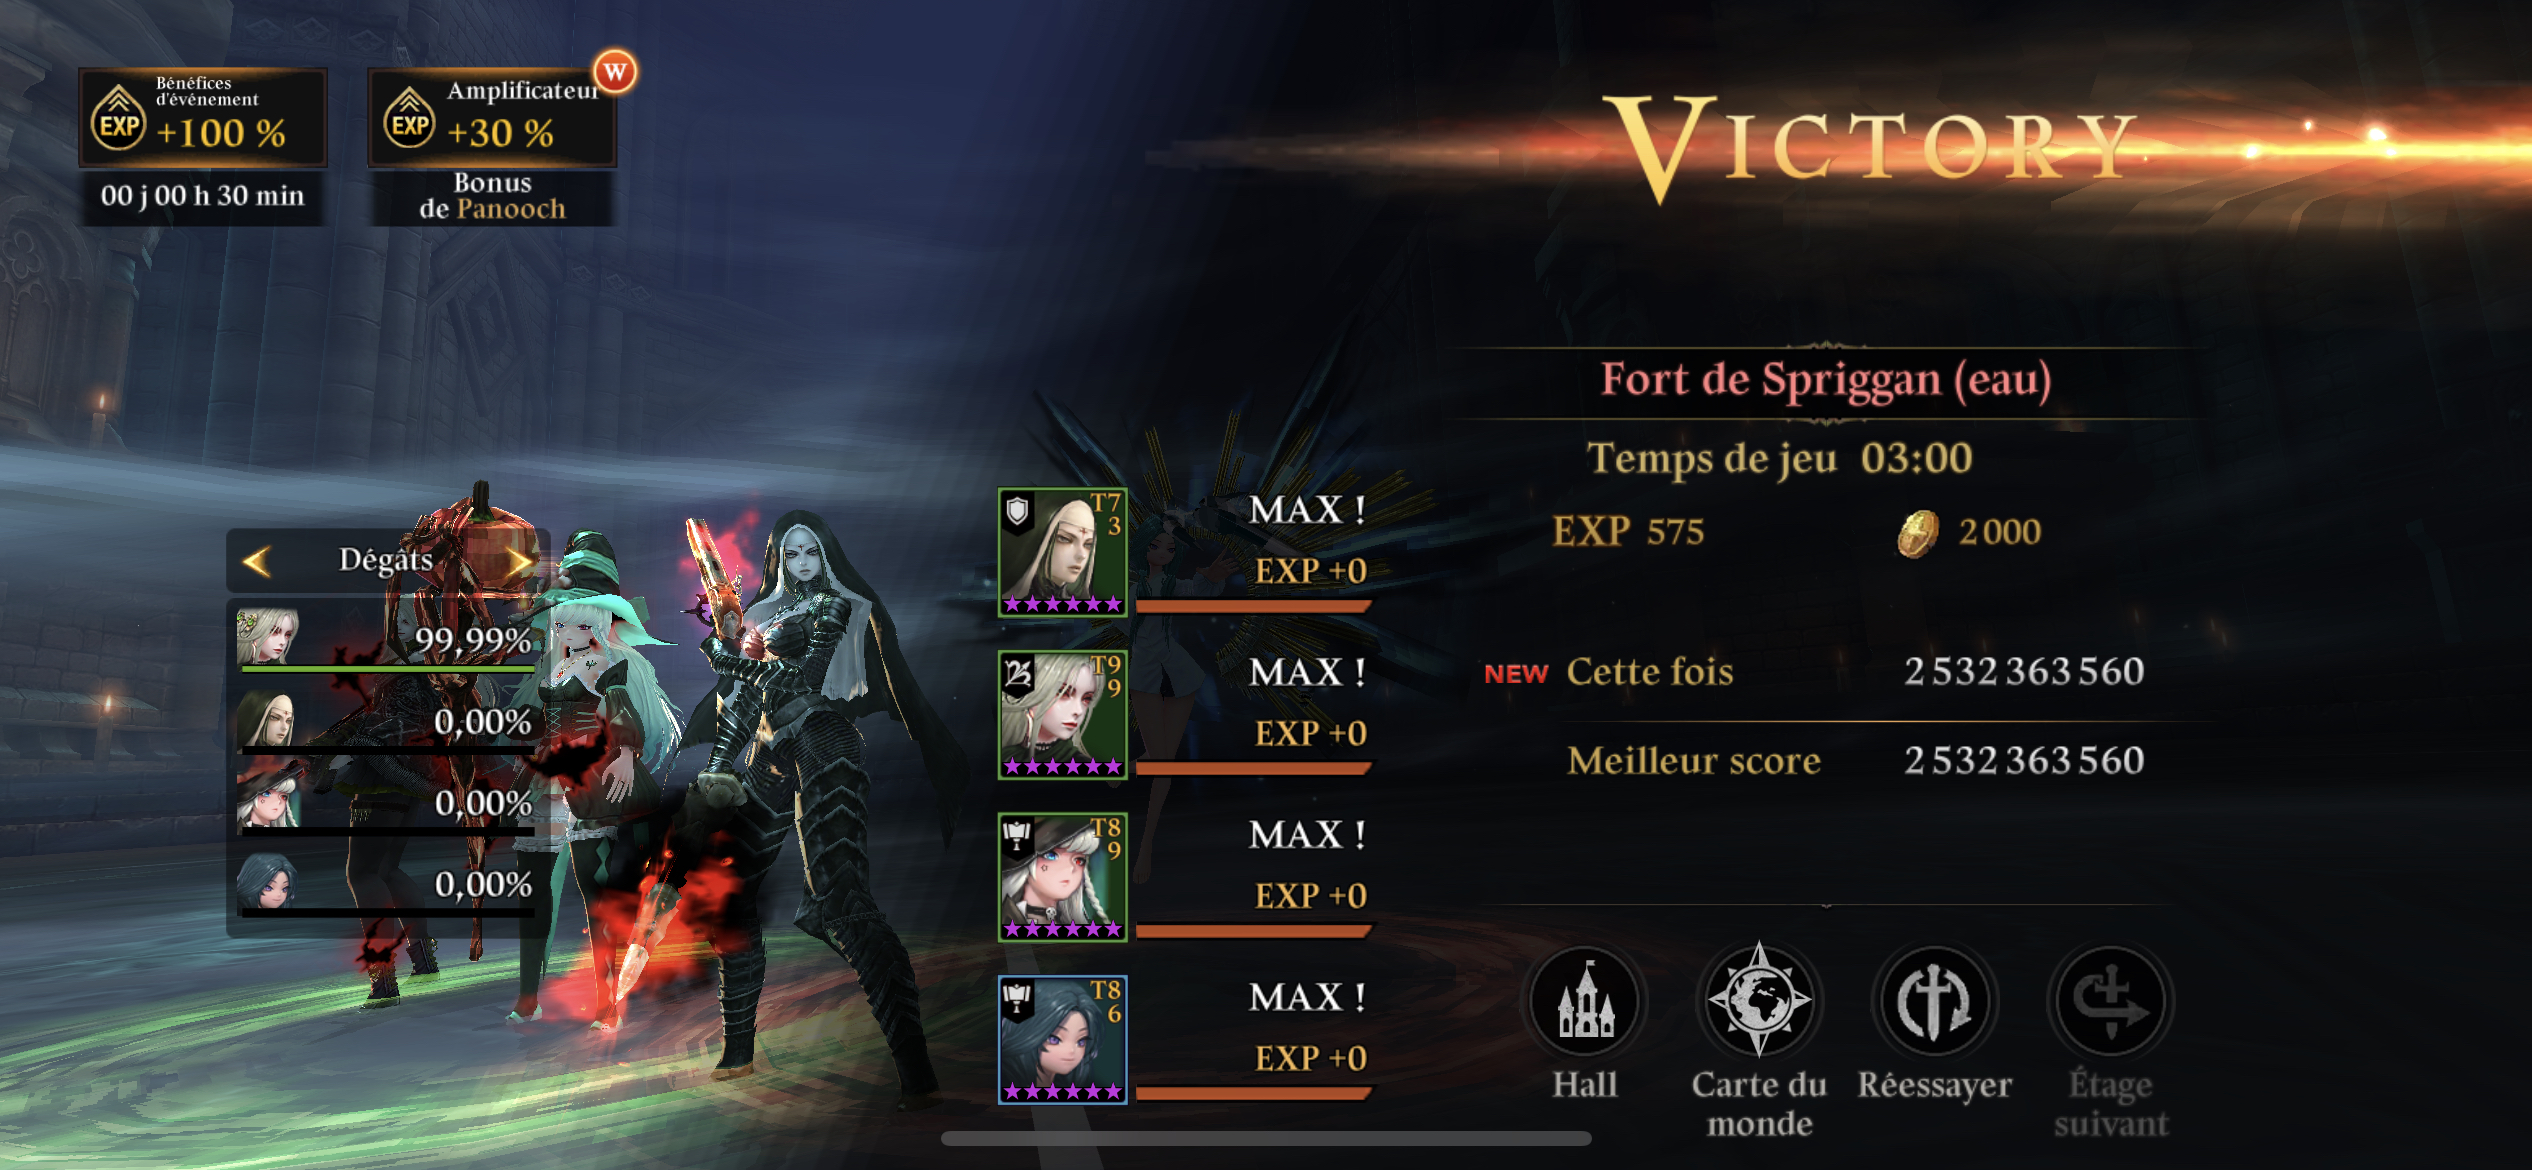 Bénéfices
d'événement
EXP
+100 %
00 j 00 h 30 min
W
Amplificateur
EXP
+30 %
Bonus
de Panooch
VICTORY
Fort de Spriggan (eau)
Temps de jeu 03:00
EXP 575
2 000
NEW Cette fois 2 532 363 560
Meilleur score 2 532 363 560
Dégâts
99,99%
0,00%
0,00%
0,00%
T7
3
MAX !
EXP +0
T9
9
MAX !
EXP +0
T8
9
MAX !
EXP +0
T8
6
MAX !
EXP +0
Hall
Carte du
monde
Réessayer
Étage
suivant